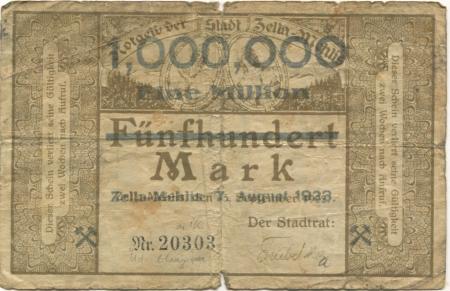 Notgeld der Stadt Zella-Mehlis
1,000,000
Eine Million
Fünfhundert
Mark
Zella-Mehlis, 7. August 1923.
Der Stadtrat:
Nr. 20303
Dieser Schein verliert seine Gültigkeit
zwei Wochen nach Aufruf.
Dieser Schein verliert seine Gültigkeit
zwei Wochen nach Aufruf.